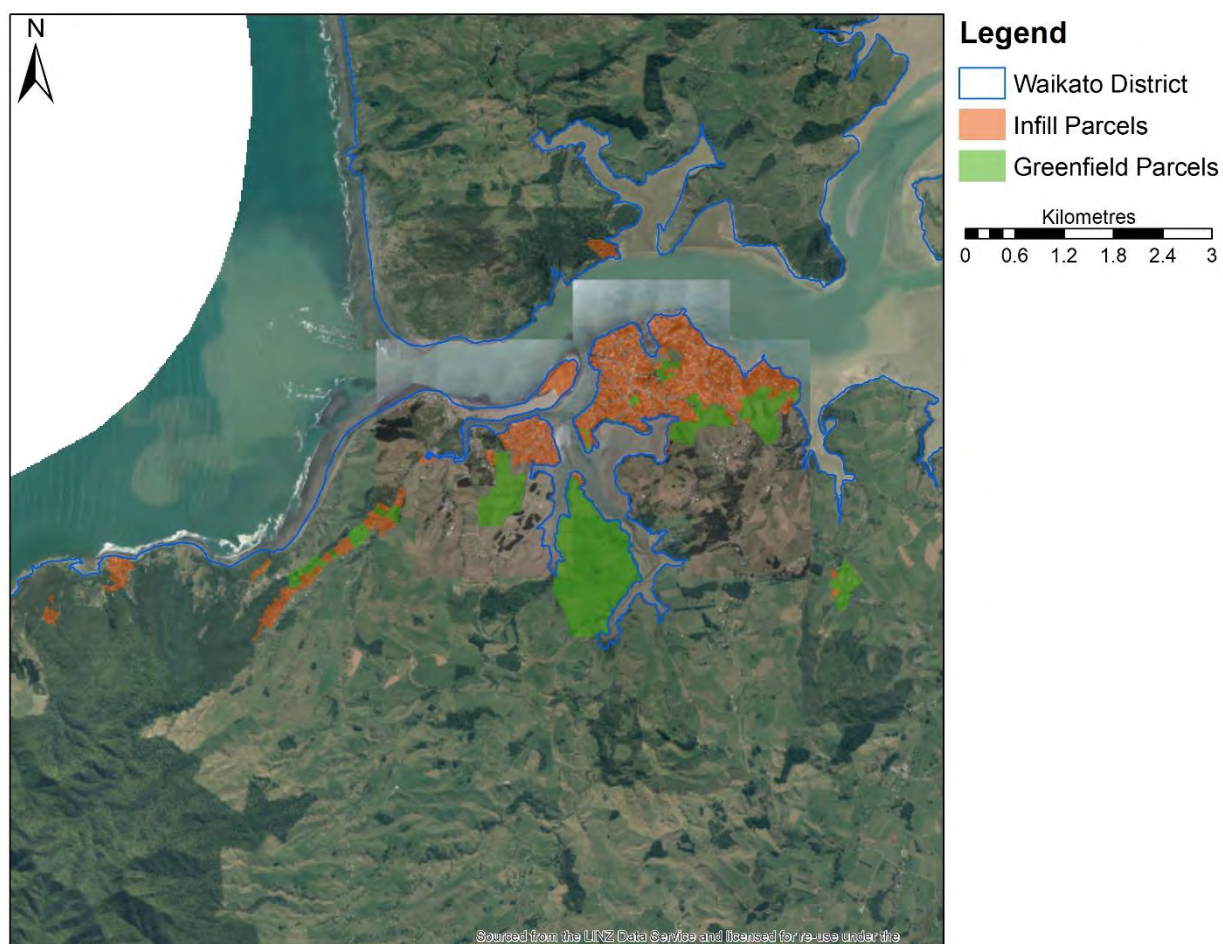 N
Legend
Waikato District
Infill Parcels
Greenfield Parcels
Kilometres
0 0.6 1.2 1.8 2.4 3
Sourced from the LINZ Data Service and licensed for re-use under the